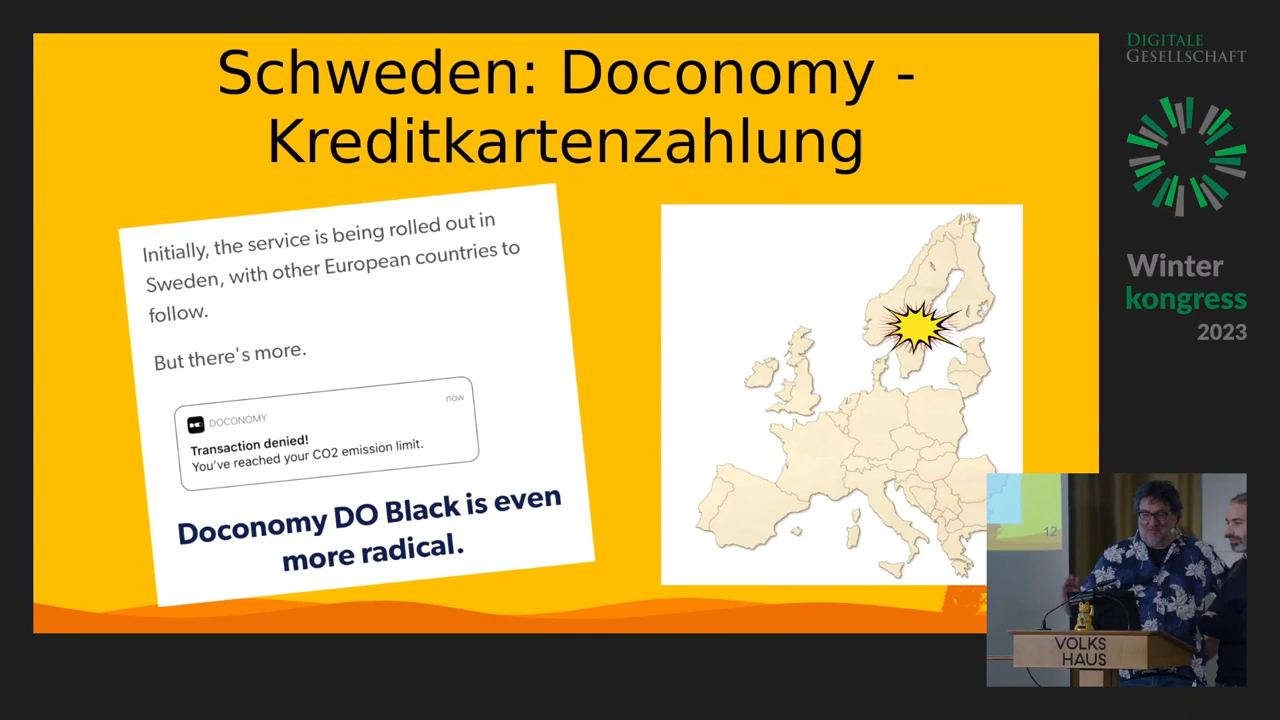 Schweden: Doconomy -
Kreditkartenzahlung
Initially, the service is being rolled out in
Sweden, with other European countries to
follow.
But there's more.
DOCONOMY
now
Transaction denied!
You've reached your CO2 emission limit.
Doconomy DO Black is even
more radical.
DIGITALE
GESELLSCHAFT
Winter
kongress
2023
12
VOLKS
HAUS